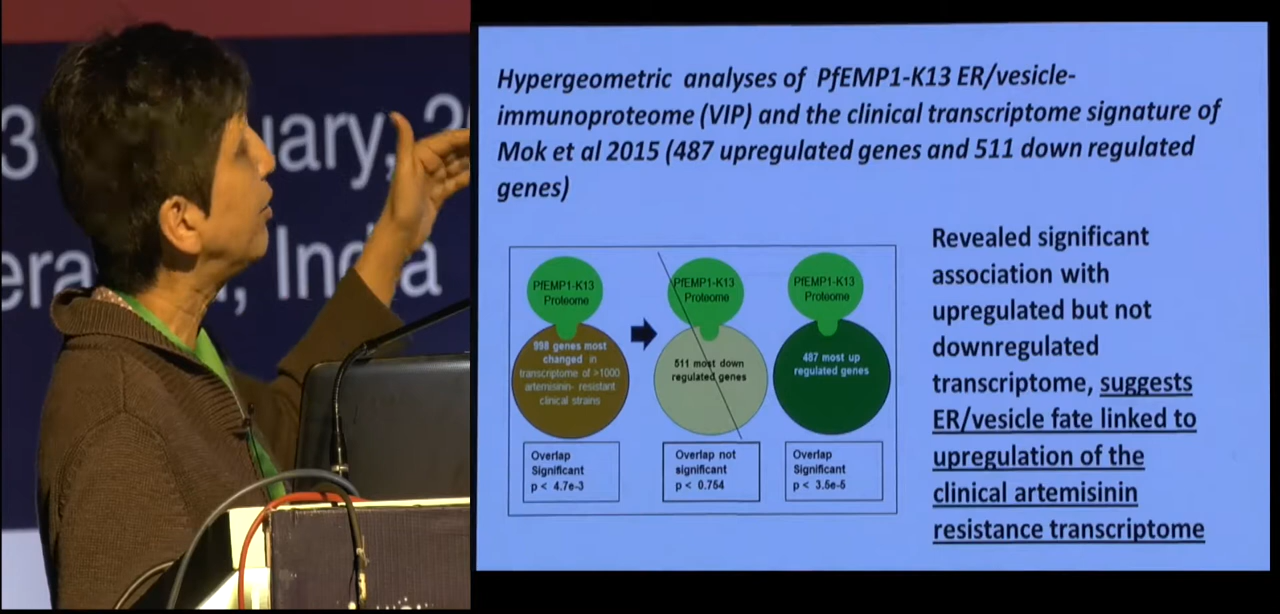 3
uary, 2
era
, India
Hypergeometric analyses of PfEMP1-K13 ER/vesicle-
immunoproteome (VIP) and the clinical transcriptome signature of
Mok et al 2015 (487 upregulated genes and 511 down regulated
genes)
PfEMP1-K13
Proteome
998 genes most
changed in
transcriptome of >1000
artemisinin- resistant
clinical strains
Overlap
Significant
p < 4.7e-3
PfEMP1-K13
Proteome
511 most down
regulated genes
Overlap not
significant
p < 0.754
PfEMP1-K13
Proteome
487 most up
regulated genes
Overlap
Significant
p < 3.5e-5
Revealed significant
association with
upregulated but not
downregulated
transcriptome, suggests
ER/vesicle fate linked to
upregulation of the
clinical artemisinin
resistance transcriptome